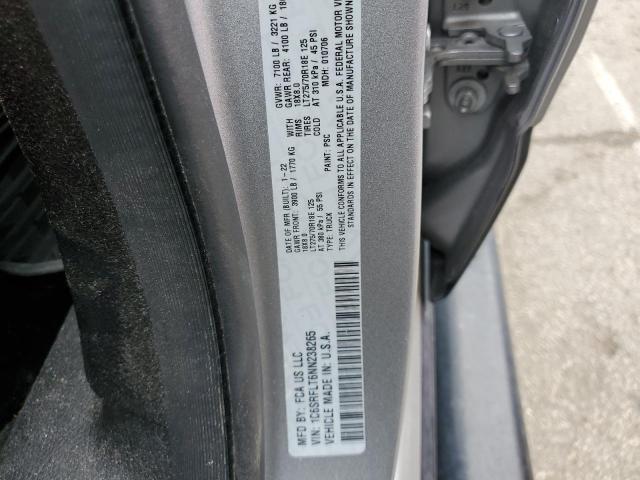 MFD BY: FCA US LLC
VIN: 1C6SRFLT6NN238265
VEHICLE MADE IN: U.S.A.
DATE OF MFR (BUILT): 1-22
GAWR FRONT: 3900 LB / 1770 KG
18X8.0
LT275/70R18E 125
AT 380 kPa / 55 PSI
TYPE: TRUCK
THIS VEHICLE CONFORMS TO ALL APPLICABLE U.S.A. FEDERAL MOTOR
STANDARDS IN EFFECT ON THE DATE OF MANUFACTURE SHOWN
GVWR: 7100 LB / 3221 KG
WITH GAWR REAR: 4100 LB /
RIMS 18X8.0
TIRES LT275/70R18E 125
COLD AT 310 kPa / 45 PSI
PAINT: PSC MDH: 010706